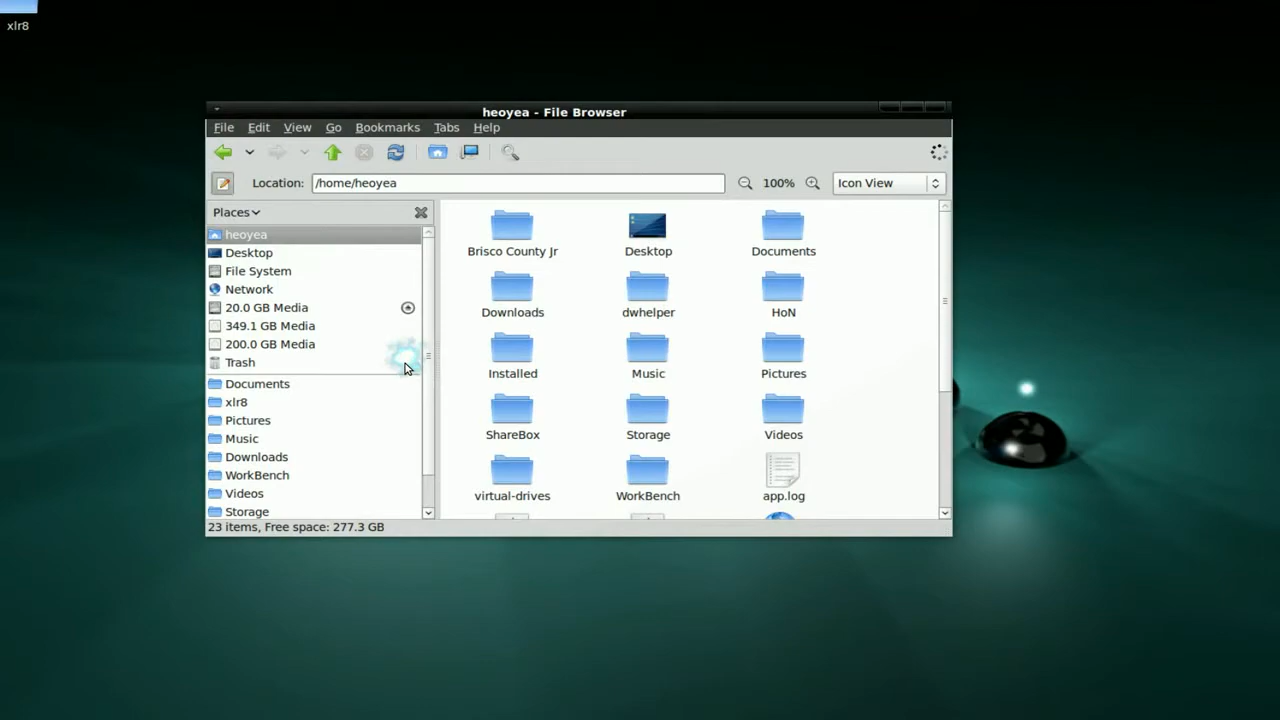 xlr8
heoyea - File Browser
File Edit View Go Bookmarks Tabs Help
Location: /home/heoyea 100% Icon View
Places
heoyea
Desktop
File System
Network
20.0 GB Media
349.1 GB Media
200.0 GB Media
Trash
Documents
xlr8
Pictures
Music
Downloads
WorkBench
Videos
Storage
Brisco County Jr Desktop Documents
Downloads dwhelper HoN
Installed Music Pictures
ShareBox Storage Videos
virtual-drives WorkBench app.log
23 items, Free space: 277.3 GB